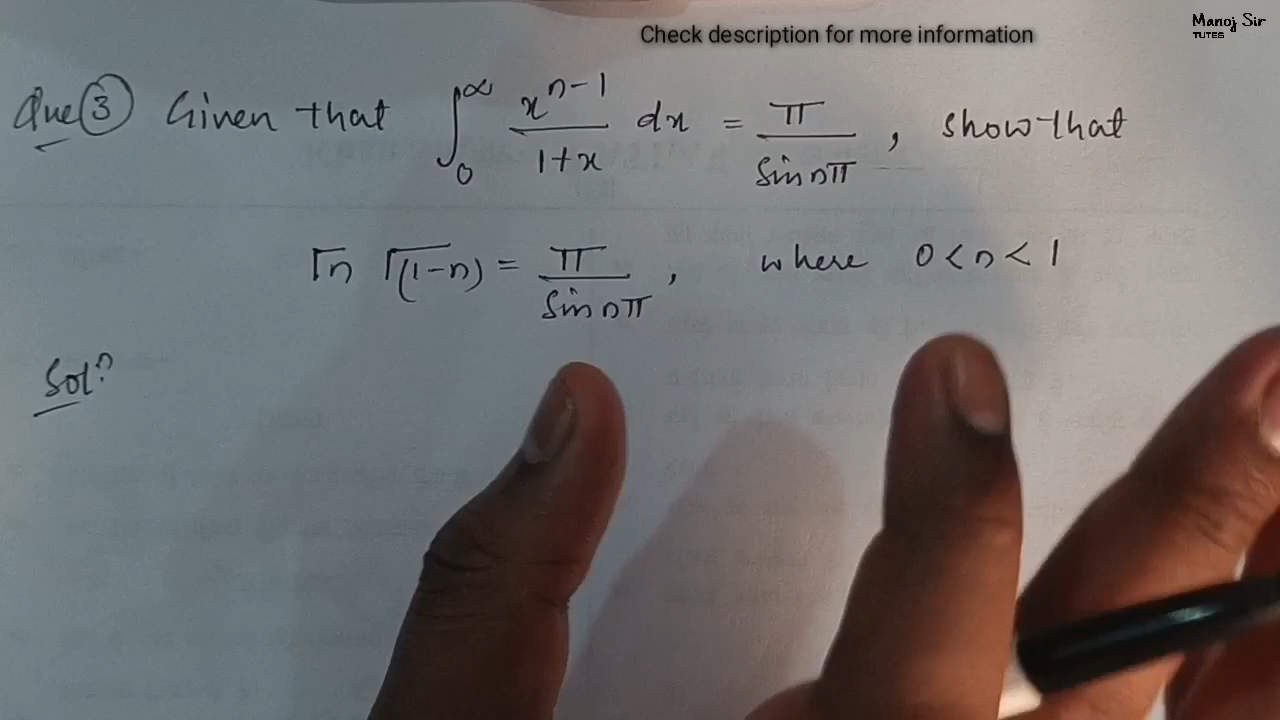 Check description for more information
Manoj Sir
TUTES
Que ③ Given that ∫₀^∞ x^(n-1)/(1+x) dx = π/(sin nπ) , show that
Γn Γ(1-n) = π/(sin nπ) , where 0 < n < 1
Solⁿ